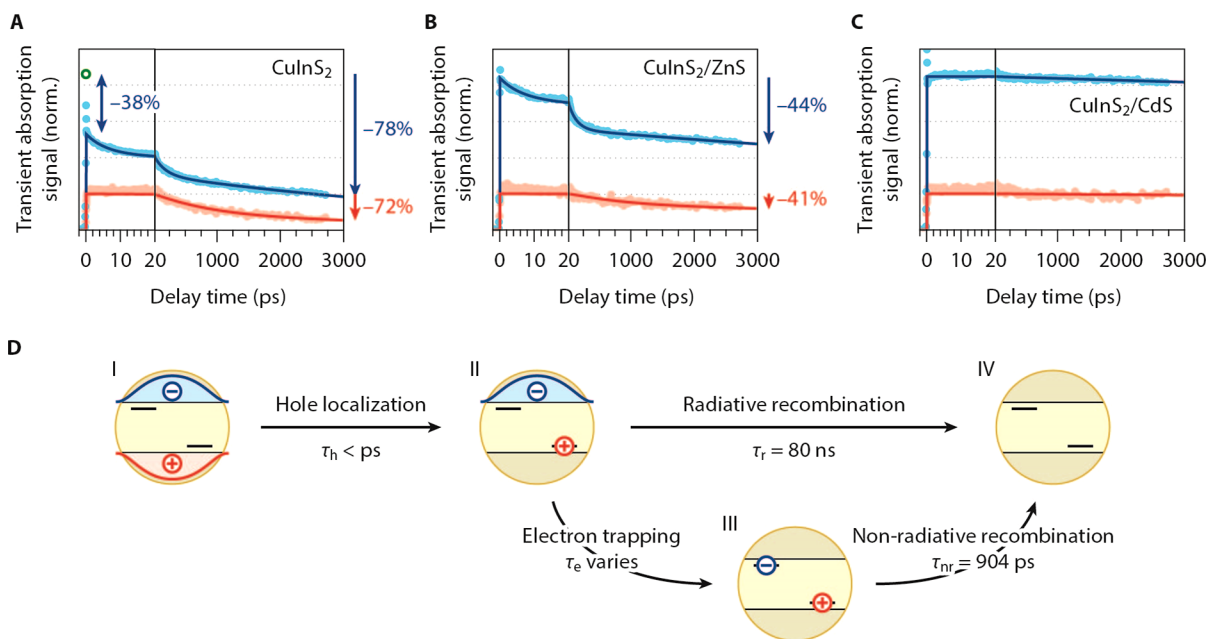 A
Transient absorption
signal (norm.)
CuInS₂
–38%
–78%
–72%
0 10 20 1000 2000 3000
Delay time (ps)
B
Transient absorption
signal (norm.)
CuInS₂/ZnS
–44%
–41%
0 10 20 1000 2000 3000
Delay time (ps)
C
Transient absorption
signal (norm.)
CuInS₂/CdS
0 10 20 1000 2000 3000
Delay time (ps)
D
I
–
+
Hole localization
τh < ps
II
–
+
Radiative recombination
τr = 80 ns
IV
Electron trapping
τe varies
III
–
+
Non-radiative recombination
τnr = 904 ps